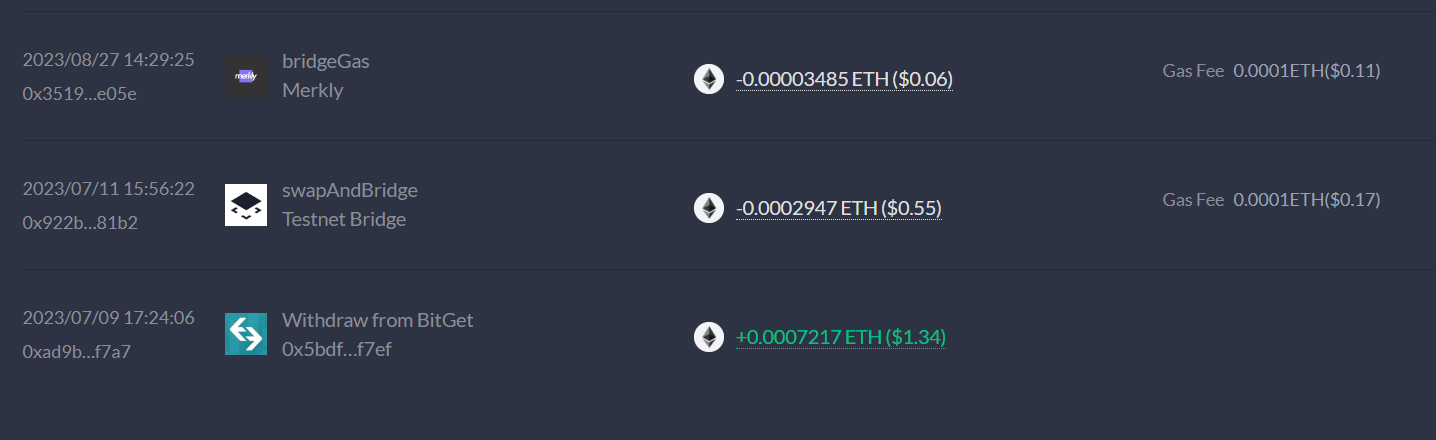 2023/08/27 14:29:25
0x3519...e05e
merkly
bridgeGas
Merkly
-0.00003485 ETH ($0.06)
Gas Fee 0.0001ETH($0.11)
2023/07/11 15:56:22
0x922b...81b2
swapAndBridge
Testnet Bridge
-0.0002947 ETH ($0.55)
Gas Fee 0.0001ETH($0.17)
2023/07/09 17:24:06
0xad9b...f7a7
Withdraw from BitGet
0x5bdf...f7ef
+0.0007217 ETH ($1.34)